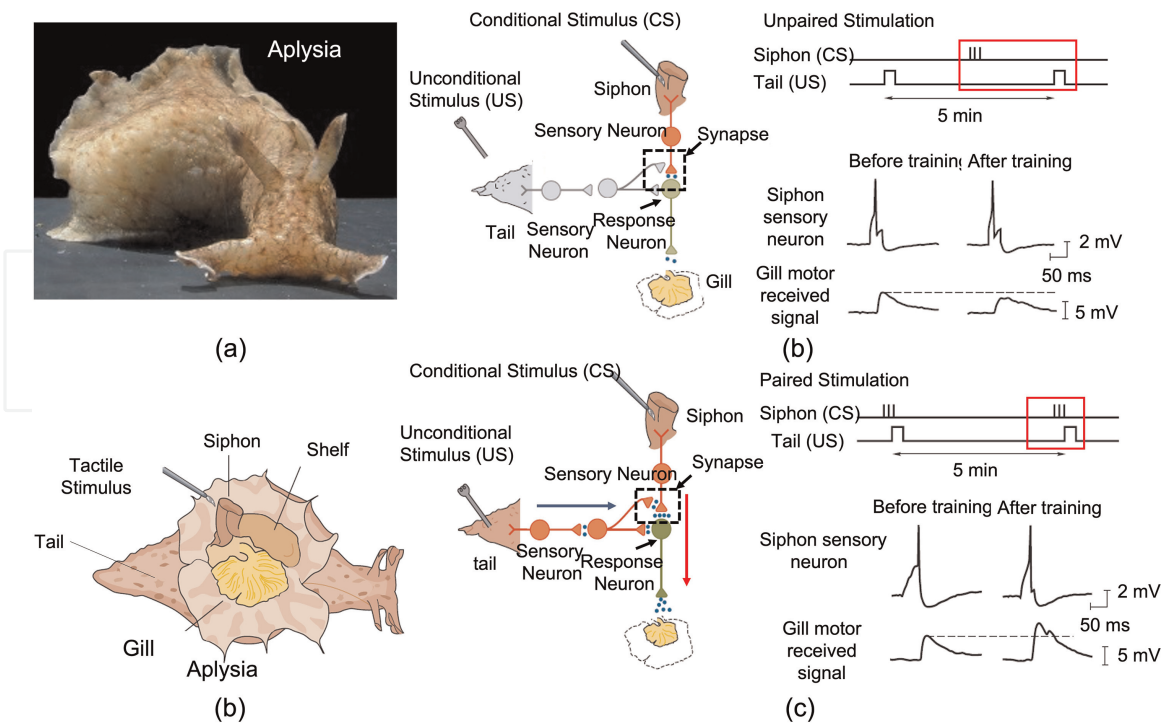 Aplysia
(a)
Conditional Stimulus (CS)
Unconditional
Stimulus (US)
Siphon
Sensory Neuron
Synapse
Tail
Sensory
Neuron
Response
Neuron
Gill
Unpaired Stimulation
Siphon (CS)
Tail (US)
5 min
Before training
After training
Siphon
sensory
neuron
2 mV
50 ms
Gill motor
received
signal
5 mV
(b)
Tactile
Stimulus
Siphon
Shelf
Tail
Gill
Aplysia
(b)
Conditional Stimulus (CS)
Unconditional
Stimulus (US)
Siphon
Sensory Neuron
Synapse
tail
Sensory
Neuron
Response
Neuron
Paired Stimulation
Siphon (CS)
Tail (US)
5 min
Before training
After training
Siphon sensory
neuron
2 mV
50 ms
Gill motor
received
signal
5 mV
(c)